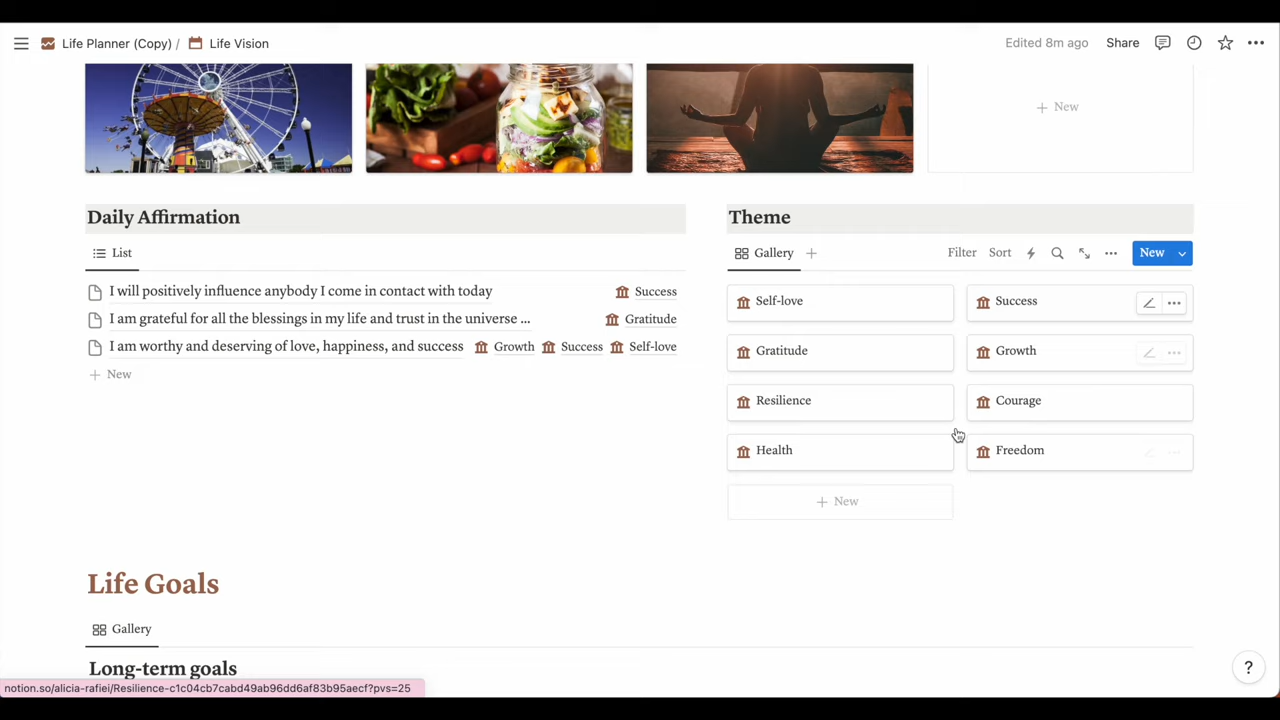 Life Planner (Copy) / Life Vision
Edited 8m ago Share
+ New
Daily Affirmation
List
I will positively influence anybody I come in contact with today Success
I am grateful for all the blessings in my life and trust in the universe ... Gratitude
I am worthy and deserving of love, happiness, and success Growth Success Self-love
+ New
Theme
Gallery + Filter Sort New
Self-love Success
Gratitude Growth
Resilience Courage
Health Freedom
+ New
Life Goals
Gallery
Long-term goals
notion.so/alicia-rafiei/Resilience-c1c04cb7cabd49ab96dd6af83b95aecf?pvs=25
?